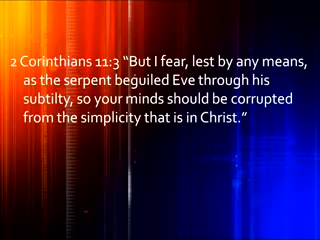 2 Corinthians 11:3 “But I fear, lest by any means,
as the serpent beguiled Eve through his
subtilty, so your minds should be corrupted
from the simplicity that is in Christ.”